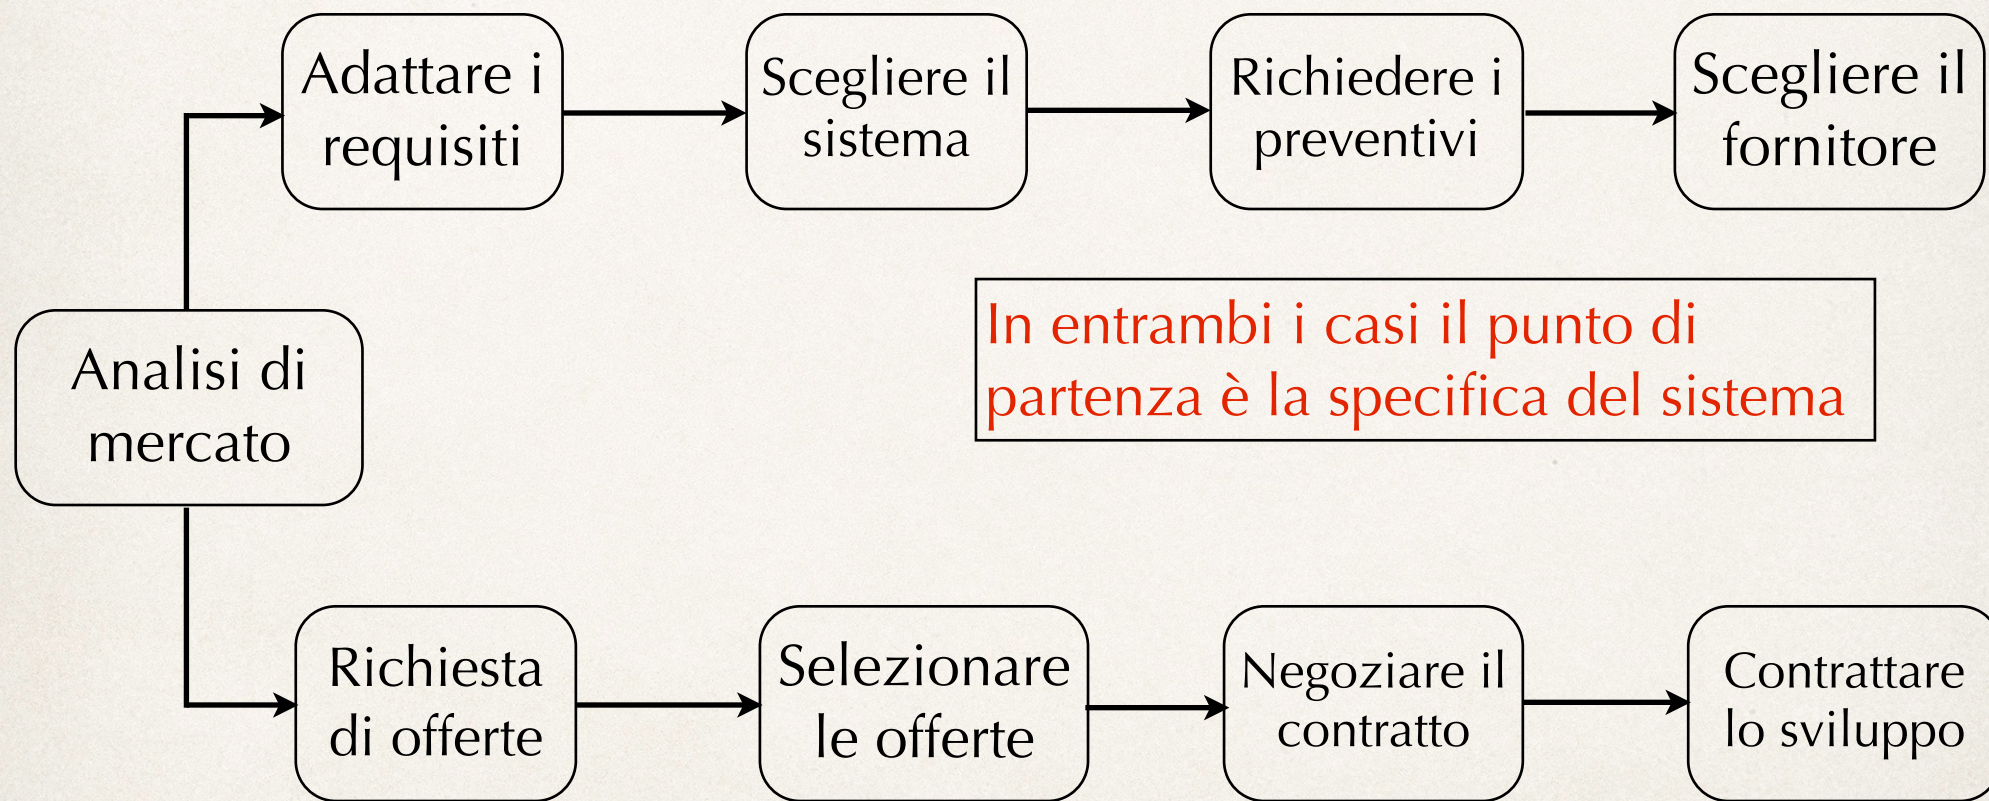 Adattare i
requisiti
Scegliere il
sistema
Richiedere i
preventivi
Scegliere il
fornitore
In entrambi i casi il punto di
partenza è la specifica del sistema
Analisi di
mercato
Richiesta
di offerte
Selezionare
le offerte
Negoziare il
contratto
Contrattare
lo sviluppo